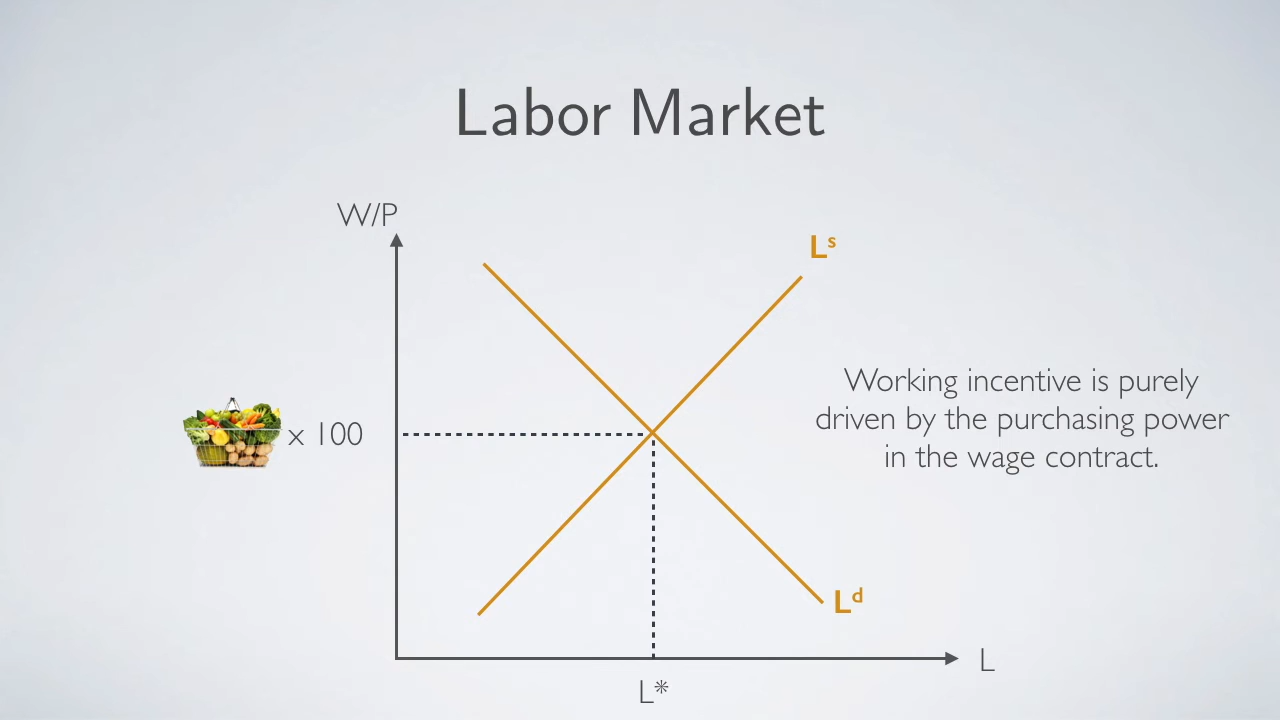 Labor Market
W/P
Lˢ
Working incentive is purely
driven by the purchasing power
in the wage contract.
x 100
Lᵈ
L
L*